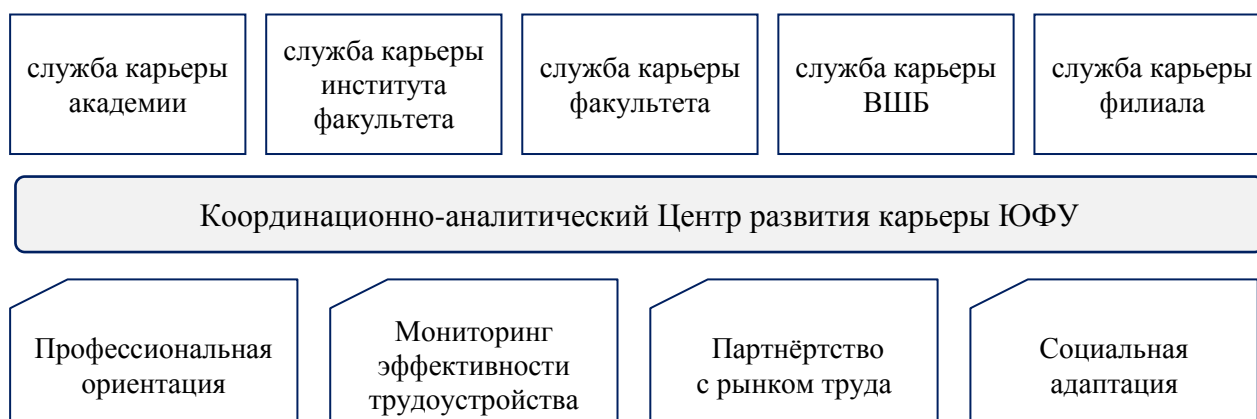 служба карьеры
академии
служба карьеры
института
факультета
служба карьеры
факультета
служба карьеры
ВШБ
служба карьеры
филиала
Координационно-аналитический Центр развития карьеры ЮФУ
Профессиональная
ориентация
Мониторинг
эффективности
трудоустройства
Партнёртство
с рынком труда
Социальная
адаптация